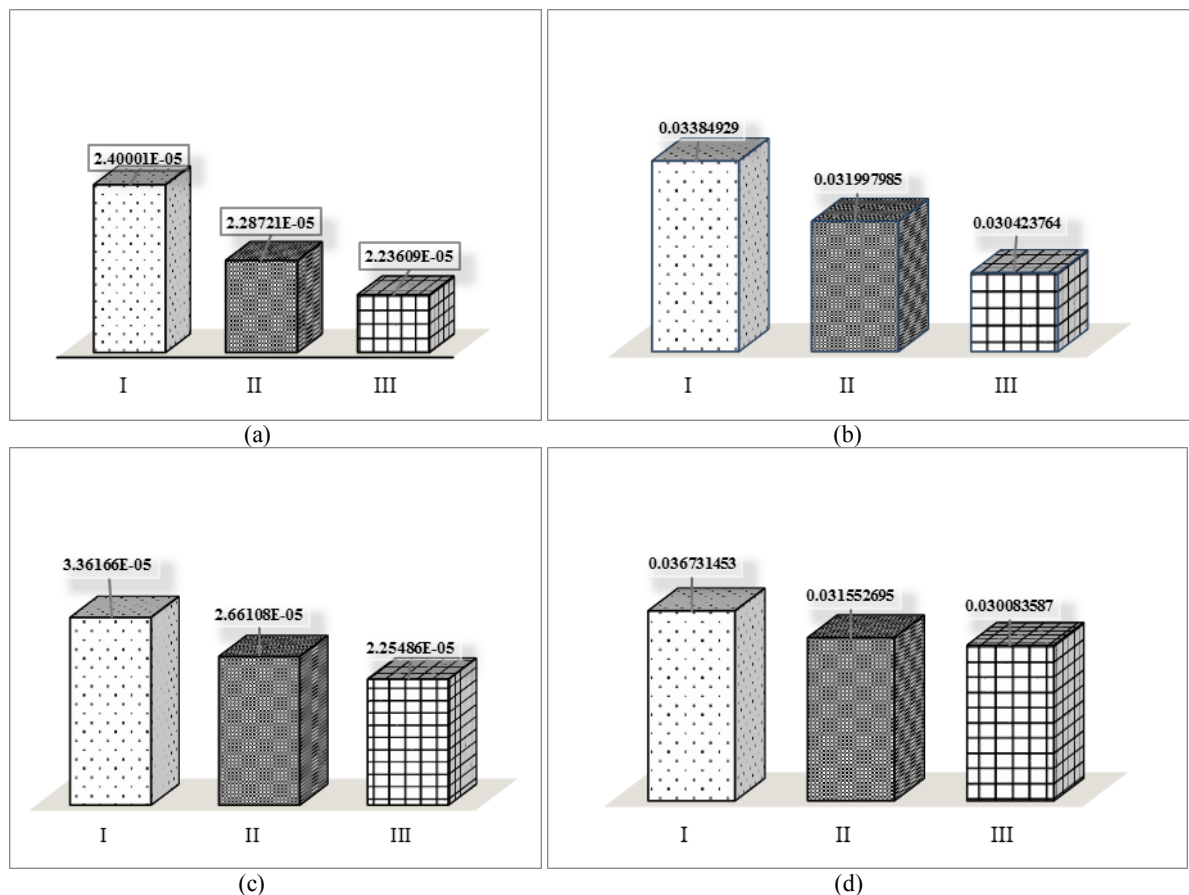 2.40001E-05
2.28721E-05
2.23609E-05
I II III
(a)
0.03384929
0.031997985
0.030423764
I II III
(b)
3.36166E-05
2.66108E-05
2.25486E-05
I II III
(c)
0.036731453
0.031552695
0.030083587
I II III
(d)